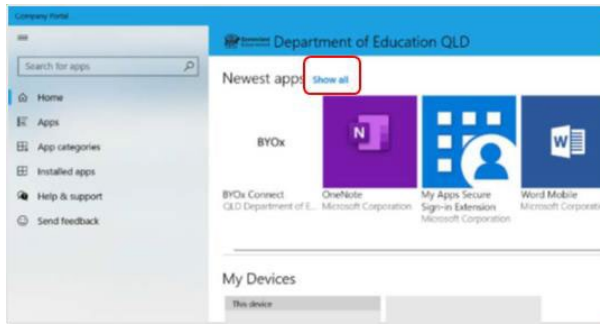 Company Portal
Search for apps
Home
Apps
App categories
Installed apps
Help & support
Send feedback
Department of Education QLD
Newest apps Show all
BYOx
N
W
BYOx Connect
QLD Department of E...
OneNote
Microsoft Corporation
My Apps Secure
Sign-in Extension
Microsoft Corporation
Word Mobile
Microsoft Corporati
My Devices
This device